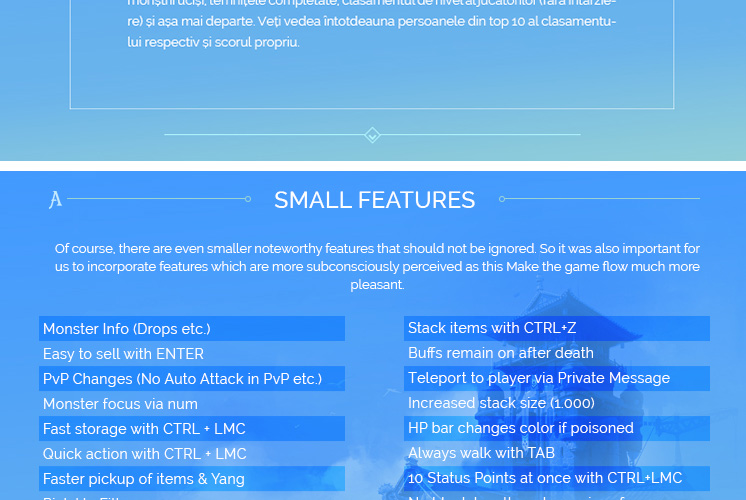 monștri uciși, temnițele completate, clasamentul de nivel al jucătorilor (fără întârzie-
re) și așa mai departe. Veți vedea întotdeauna persoanele din top 10 al clasamentu-
lui respectiv și scorul propriu.
A
SMALL FEATURES
Of course, there are even smaller noteworthy features that should not be ignored. So it was also important for
us to incorporate features which are more subconsciously perceived as this Make the game flow much more
pleasant.
Monster Info (Drops etc.)
Easy to sell with ENTER
PvP Changes (No Auto Attack in PvP etc.)
Monster focus via num
Fast storage with CTRL + LMC
Quick action with CTRL + LMC
Faster pickup of items & Yang
Stack items with CTRL+Z
Buffs remain on after death
Teleport to player via Private Message
Increased stack size (1.000)
HP bar changes color if poisoned
Always walk with TAB
10 Status Points at once with CTRL+LMC